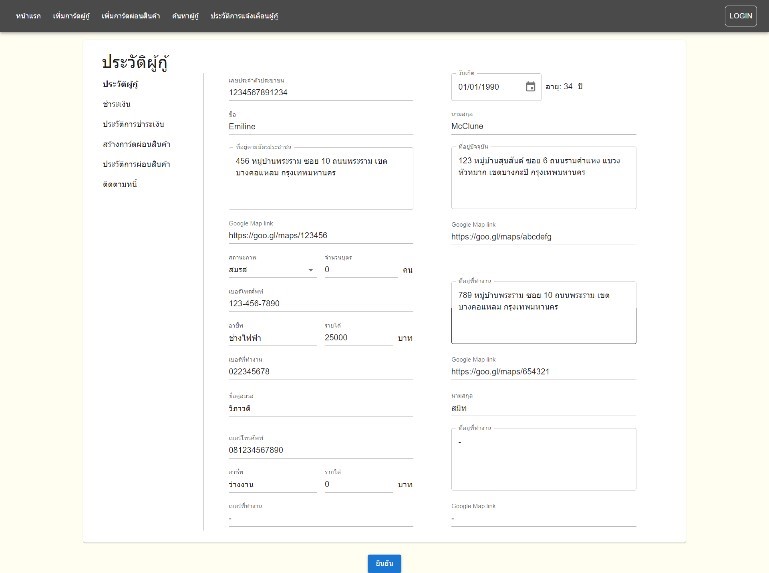 หน้าแรก เพิ่มการ์ดผู้กู้ เพิ่มการ์ดผ่อนสินค้า ค้นหาผู้กู้ ประวัติการแจ้งเตือนผู้กู้ LOGIN
ประวัติผู้กู้
ประวัติผู้กู้
ชำระเงิน
ประวัติการชำระเงิน
สร้างการ์ดผ่อนสินค้า
ประวัติการผ่อนสินค้า
ติดตามหนี้
เลขประจำตัวประชาชน
1234567891234
วันเกิด
01/01/1990 อายุ: 34 ปี
ชื่อ
Emiline
นามสกุล
McClune
ที่อยู่ตามบัตรประชาชน
456 หมู่บ้านพระราม ซอย 10 ถนนพระราม เขต
บางคอแหลม กรุงเทพมหานคร
ที่อยู่ปัจจุบัน
123 หมู่บ้านสุขสันต์ ซอย 6 ถนนรามคำแหง แขวง
หัวหมาก เขตบางกะปิ กรุงเทพมหานคร
Google Map link
https://goo.gl/maps/123456
Google Map link
https://goo.gl/maps/abcdefg
สถานะภาพ
สมรส
จำนวนบุตร
0 คน
เบอร์โทรศัพท์
123-456-7890
ที่อยู่ที่ทำงาน
789 หมู่บ้านพระราม ซอย 10 ถนนพระราม เขต
บางคอแหลม กรุงเทพมหานคร
อาชีพ
ช่างไฟฟ้า
รายได้
25000 บาท
เบอร์ที่ทำงาน
022345678
Google Map link
https://goo.gl/maps/654321
ชื่อคู่สมรส
วิภาวดี
นามสกุล
สนิท
เบอร์โทรศัพท์
081234567890
ที่อยู่ที่ทำงาน
-
อาชีพ
ว่างงาน
รายได้
0 บาท
เบอร์ที่ทำงาน
-
Google Map link
-
ยืนยัน